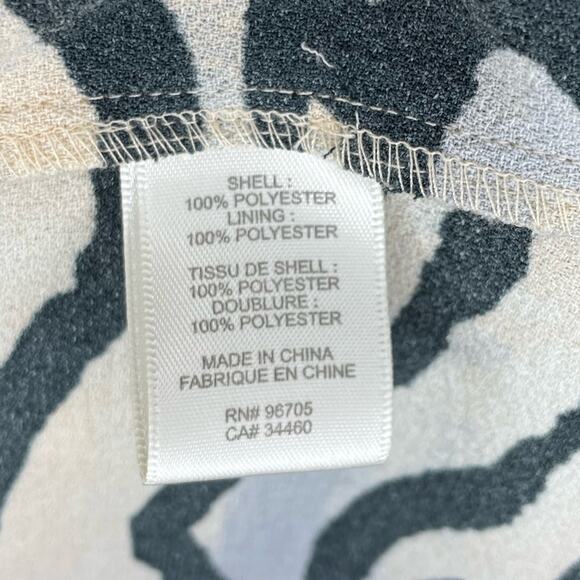 SHELL :
100% POLYESTER
LINING :
100% POLYESTER
TISSU DE SHELL :
100% POLYESTER
DOUBLURE :
100% POLYESTER
MADE IN CHINA
FABRIQUE EN CHINE
RN# 96705
CA# 34460